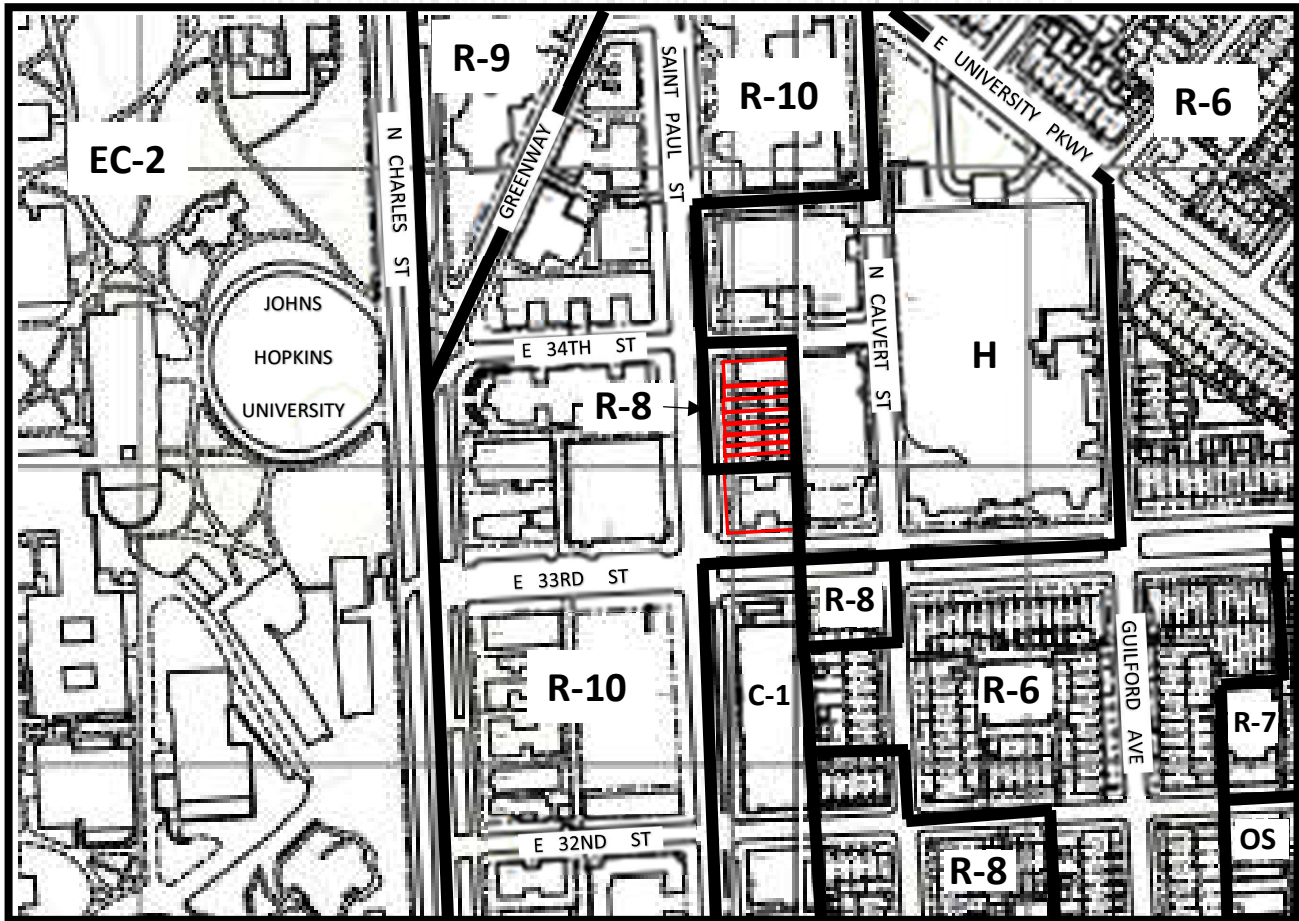 R-9
SAINT PAUL ST
R-10
E UNIVERSITY PKWY
R-6
EC-2
N CHARLES ST
GREENWAY
N CALVERT ST
JOHNS
HOPKINS
UNIVERSITY
E 34TH ST
H
R-8
E 33RD ST
R-8
GUILFORD AVE
R-10
C-1
R-6
R-7
E 32ND ST
OS
R-8